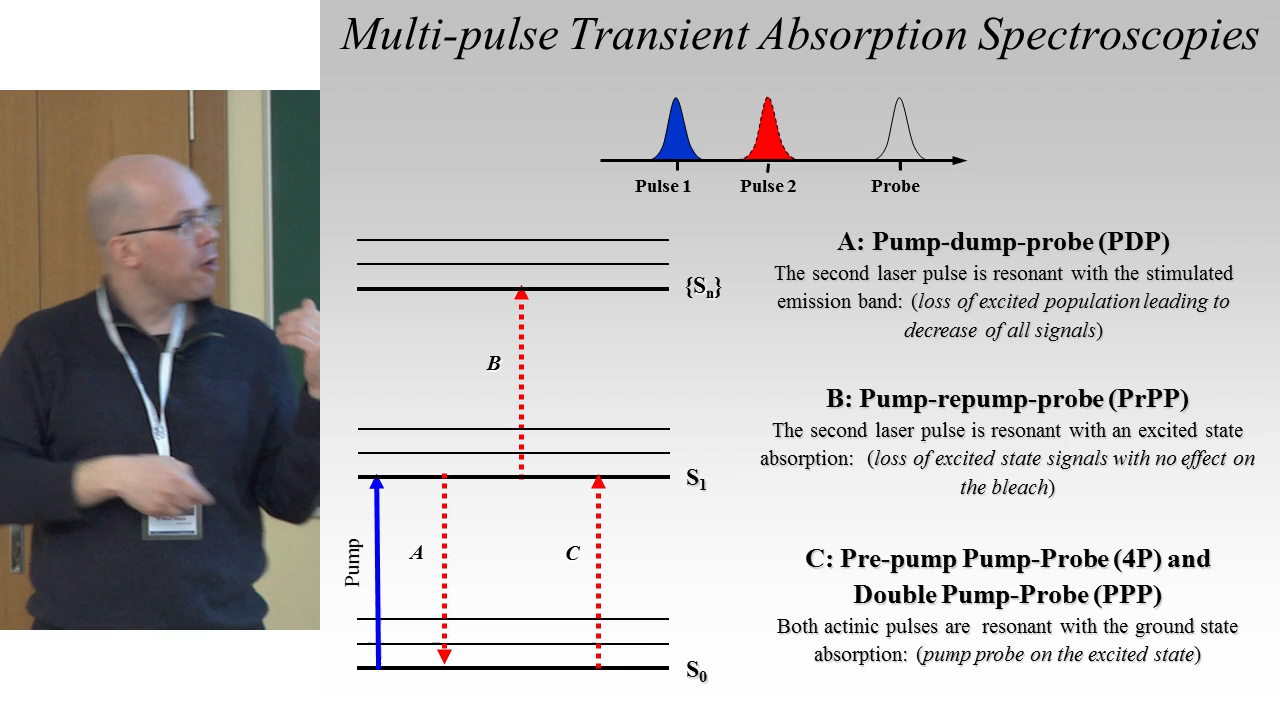 Multi-pulse Transient Absorption Spectroscopies
Pulse 1
Pulse 2
Probe
{Sn}
B
S1
Pump
A
C
S0
A: Pump-dump-probe (PDP)
The second laser pulse is resonant with the stimulated
emission band: (loss of excited population leading to
decrease of all signals)
B: Pump-repump-probe (PrPP)
The second laser pulse is resonant with an excited state
absorption: (loss of excited state signals with no effect on
the bleach)
C: Pre-pump Pump-Probe (4P) and
Double Pump-Probe (PPP)
Both actinic pulses are resonant with the ground state
absorption: (pump probe on the excited state)